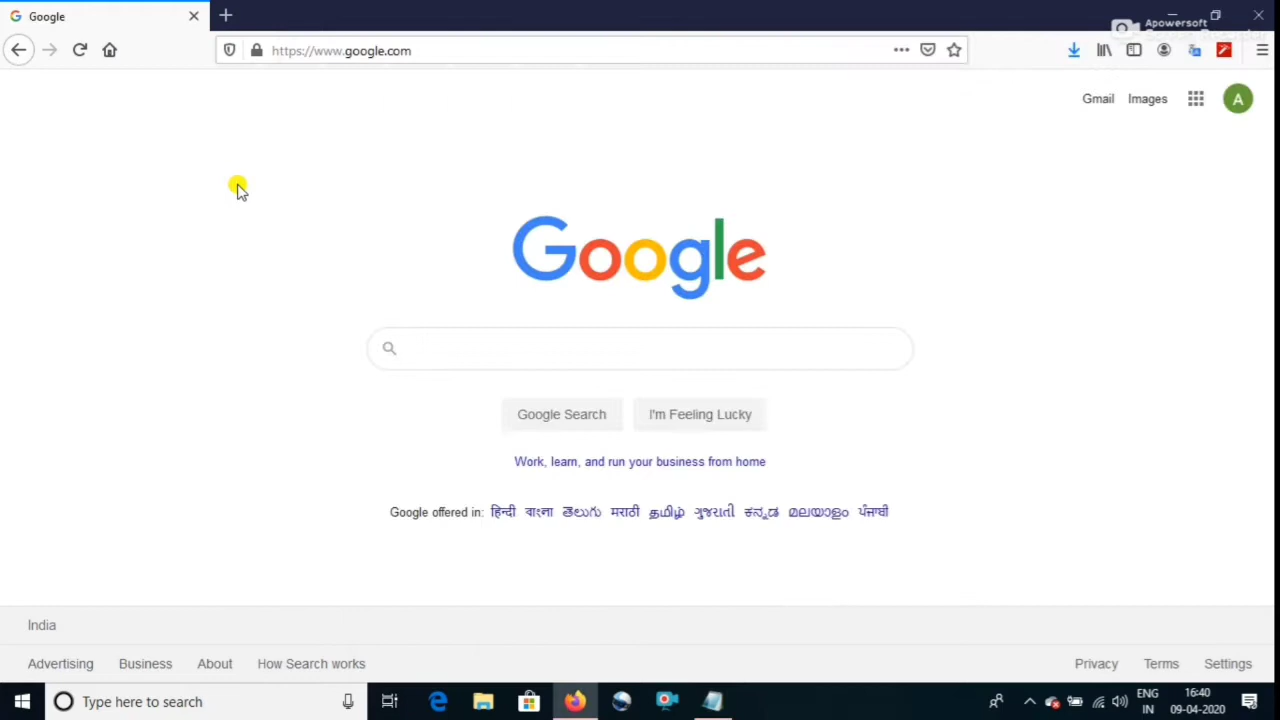 Google
Apowersoft
https://www.google.com
Gmail Images A
Google
Google Search I'm Feeling Lucky
Work, learn, and run your business from home
Google offered in: हिन्दी বাংলা తెలుగు मराठी தமிழ் ગુજરાતી ಕನ್ನಡ മലയാളം ਪੰਜਾਬੀ
India
Advertising Business About How Search works Privacy Terms Settings
Type here to search
ENG 16:40
IN 09-04-2020